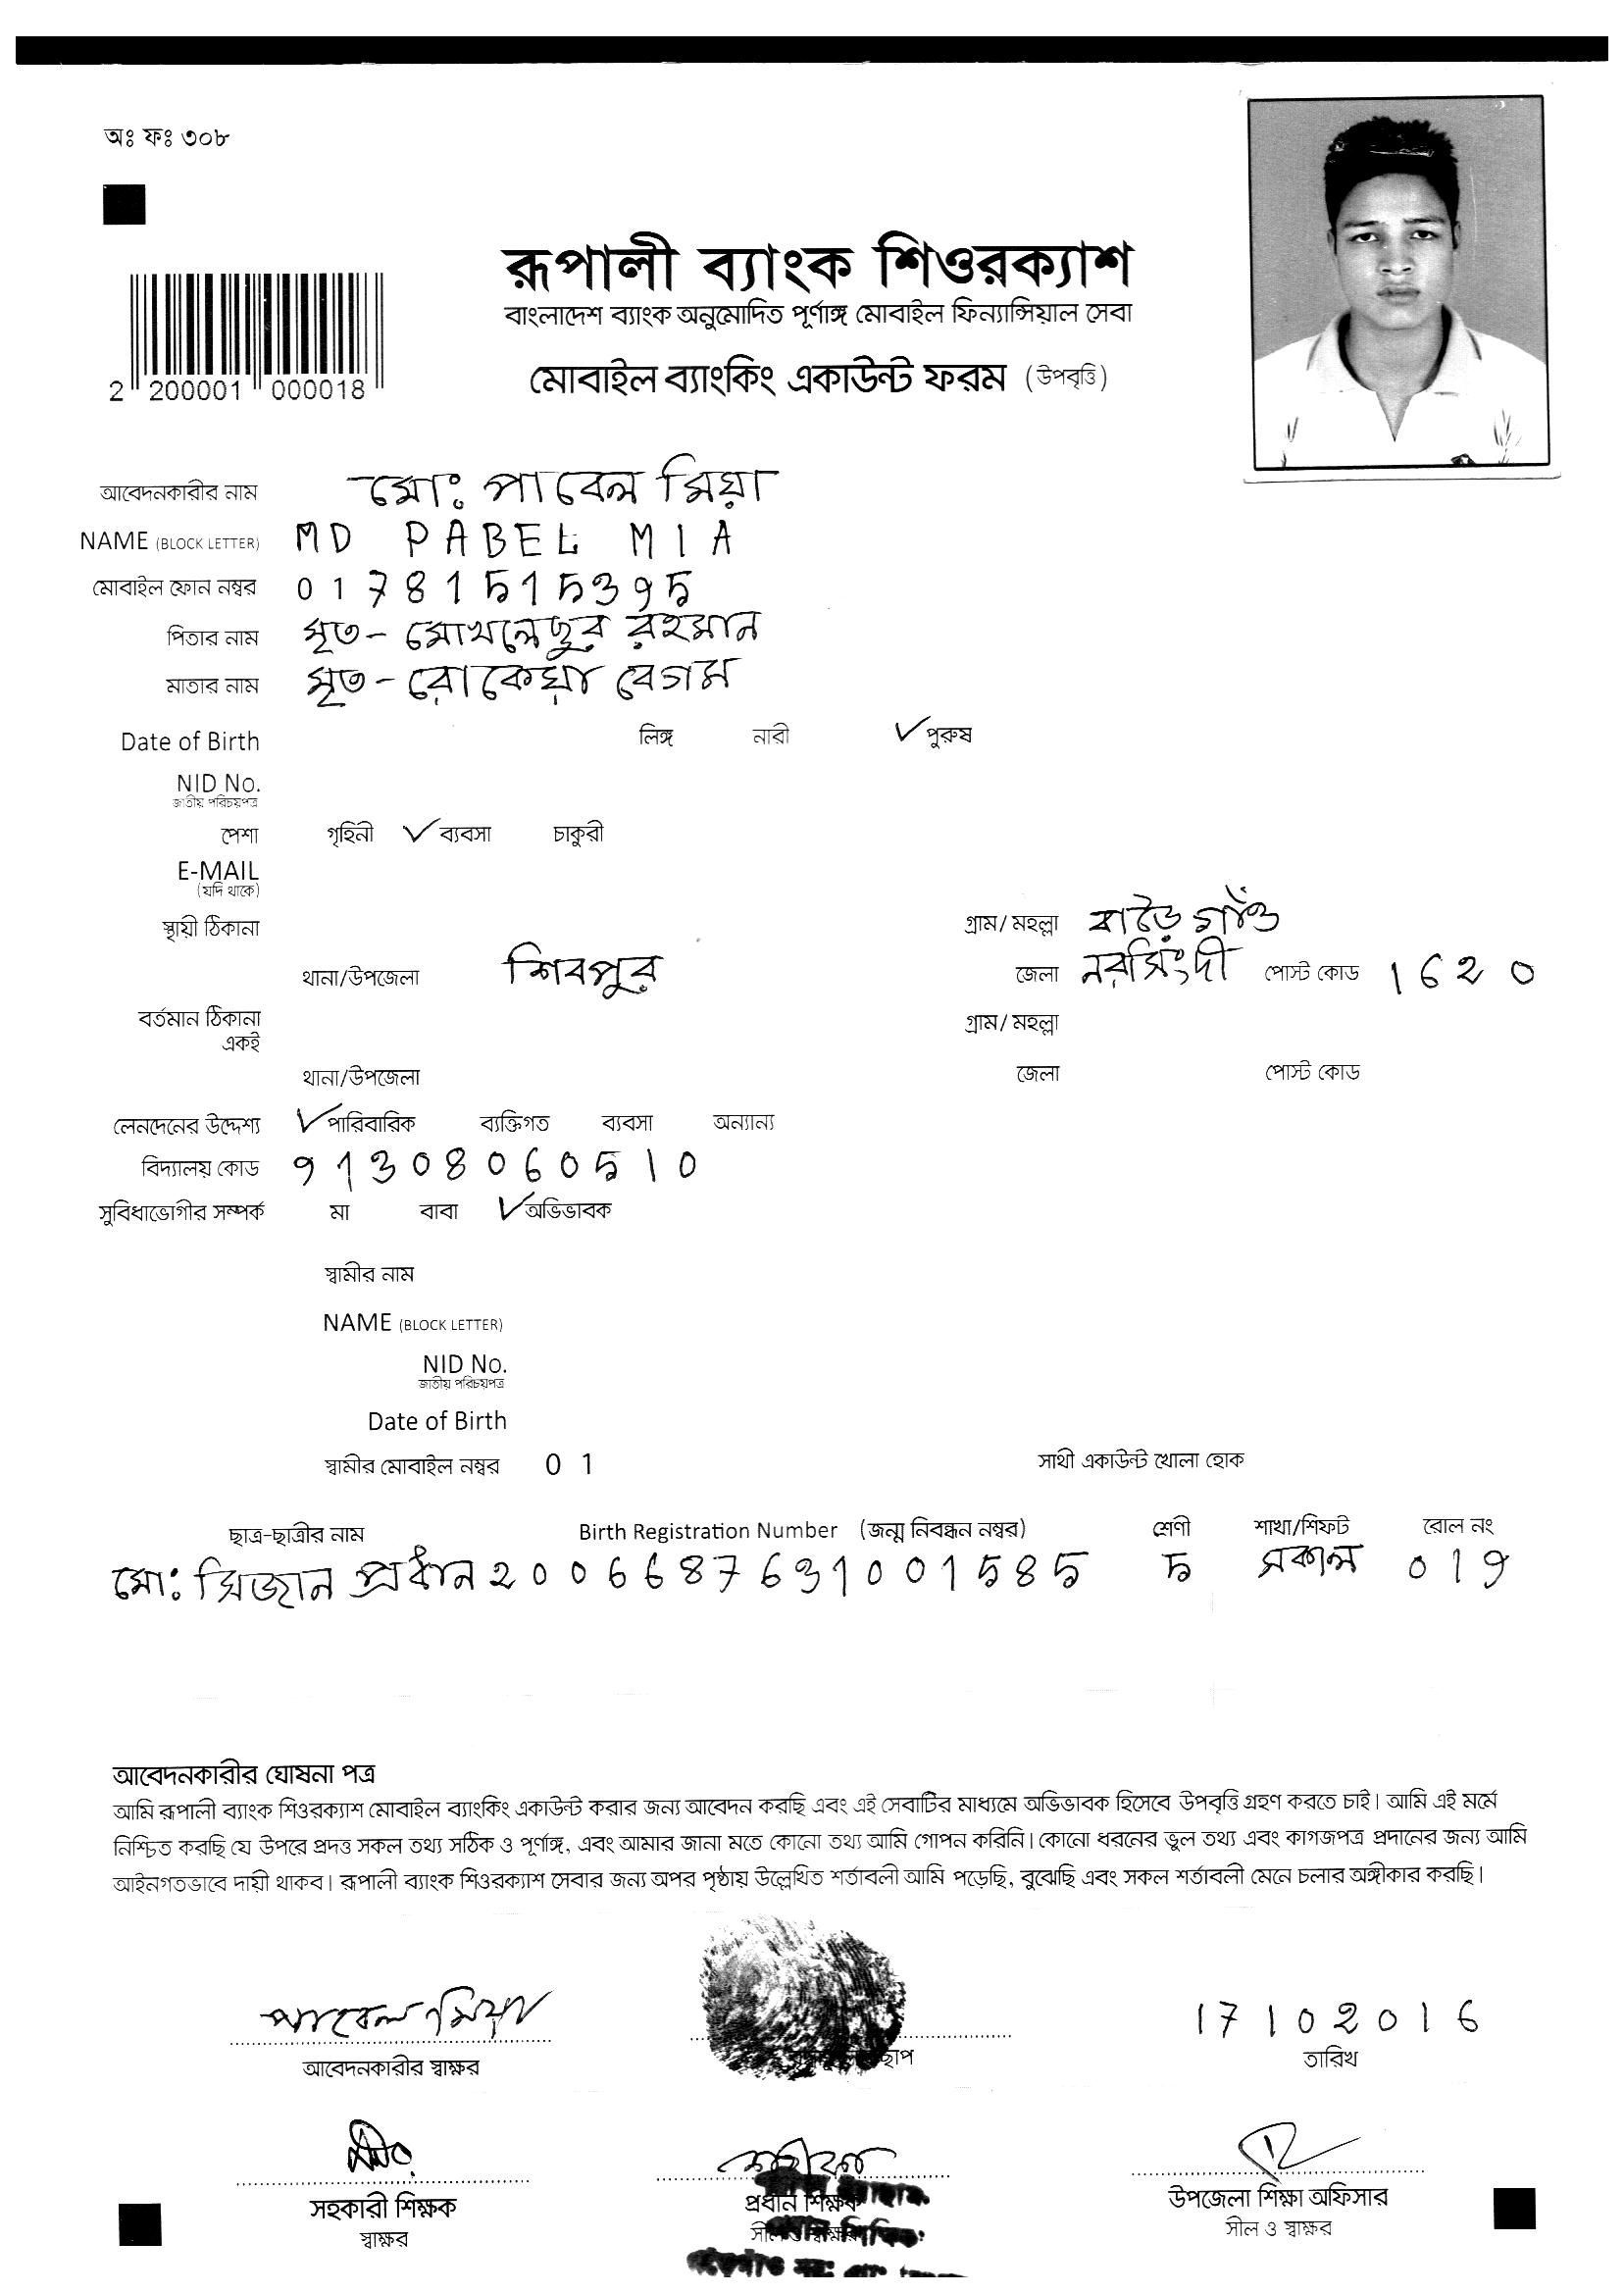 অঃ ফঃ ৩০৮
রূপালী ব্যাংক শিওরক্যাশ
বাংলাদেশ ব্যাংক অনুমোদিত পূর্ণাঙ্গ মোবাইল ফিন্যান্সিয়াল সেবা
2 200001 000018
মোবাইল ব্যাংকিং একাউন্ট ফরম (উপবৃত্তি)
আবেদনকারীর নাম মোঃ পাবেল মিয়া
NAME (BLOCK LETTER) MD PABEL MIA
মোবাইল ফোন নম্বর 01781515395
পিতার নাম মৃত - মোখলেছুর রহমান
মাতার নাম মৃত - রোকেয়া বেগম
Date of Birth লিঙ্গ নারী ✓ পুরুষ
NID No.
জাতীয় পরিচয়পত্র
পেশা গৃহিনী ✓ ব্যবসা চাকুরী
E-MAIL
(যদি থাকে)
স্থায়ী ঠিকানা গ্রাম/ মহল্লা বাড়ৈগাঁও
থানা/উপজেলা শিবপুর জেলা নরসিংদী পোস্ট কোড 1620
বর্তমান ঠিকানা গ্রাম/ মহল্লা
একই
থানা/উপজেলা জেলা পোস্ট কোড
লেনদেনের উদ্দেশ্য ✓ পারিবারিক ব্যক্তিগত ব্যবসা অন্যান্য
বিদ্যালয় কোড 91308060510
সুবিধাভোগীর সম্পর্ক মা বাবা ✓ অভিভাবক
স্বামীর নাম
NAME (BLOCK LETTER)
NID No.
জাতীয় পরিচয়পত্র
Date of Birth
স্বামীর মোবাইল নম্বর 0 1 সাথী একাউন্ট খোলা হোক
ছাত্র-ছাত্রীর নাম Birth Registration Number (জন্ম নিবন্ধন নম্বর) শ্রেণী শাখা/শিফট রোল নং
মোঃ মিজান প্রধান 20066876391001585 5 সকাল 019
আবেদনকারীর ঘোষনা পত্র
আমি রূপালী ব্যাংক শিওরক্যাশ মোবাইল ব্যাংকিং একাউন্ট করার জন্য আবেদন করছি এবং এই সেবাটির মাধ্যমে অভিভাবক হিসেবে উপবৃত্তি গ্রহণ করতে চাই। আমি এই মর্মে
নিশ্চিত করছি যে উপরে প্রদত্ত সকল তথ্য সঠিক ও পূর্ণাঙ্গ, এবং আমার জানা মতে কোনো তথ্য আমি গোপন করিনি। কোনো ধরনের ভুল তথ্য এবং কাগজপত্র প্রদানের জন্য আমি
আইনগতভাবে দায়ী থাকব। রূপালী ব্যাংক শিওরক্যাশ সেবার জন্য অপর পৃষ্ঠায় উল্লেখিত শর্তাবলী আমি পড়েছি, বুঝেছি এবং সকল শর্তাবলী মেনে চলার অঙ্গীকার করছি।
পাবেল মিয়া 17102016
আবেদনকারীর স্বাক্ষর ছাপ তারিখ
সহকারী শিক্ষক প্রধান শিক্ষক উপজেলা শিক্ষা অফিসার
স্বাক্ষর সীল ও স্বাক্ষর সীল ও স্বাক্ষর